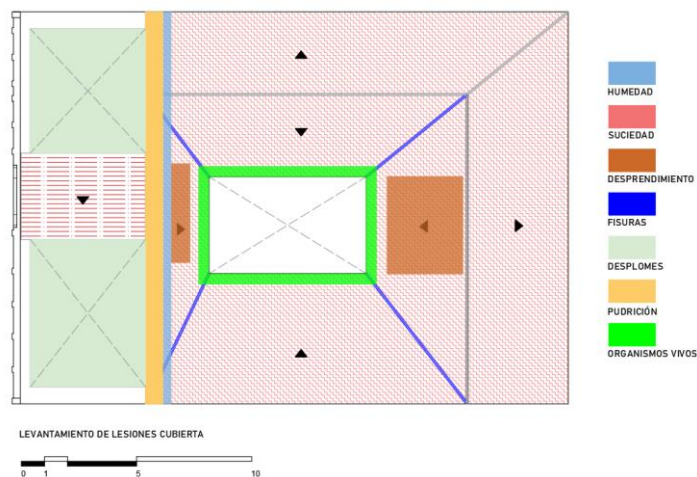 HUMEDAD
SUCIEDAD
DESPRENDIMIENTO
FISURAS
DESPLOMES
PUDRICIÓN
ORGANISMOS VIVOS
LEVANTAMIENTO DE LESIONES CUBIERTA
0 1 5 10